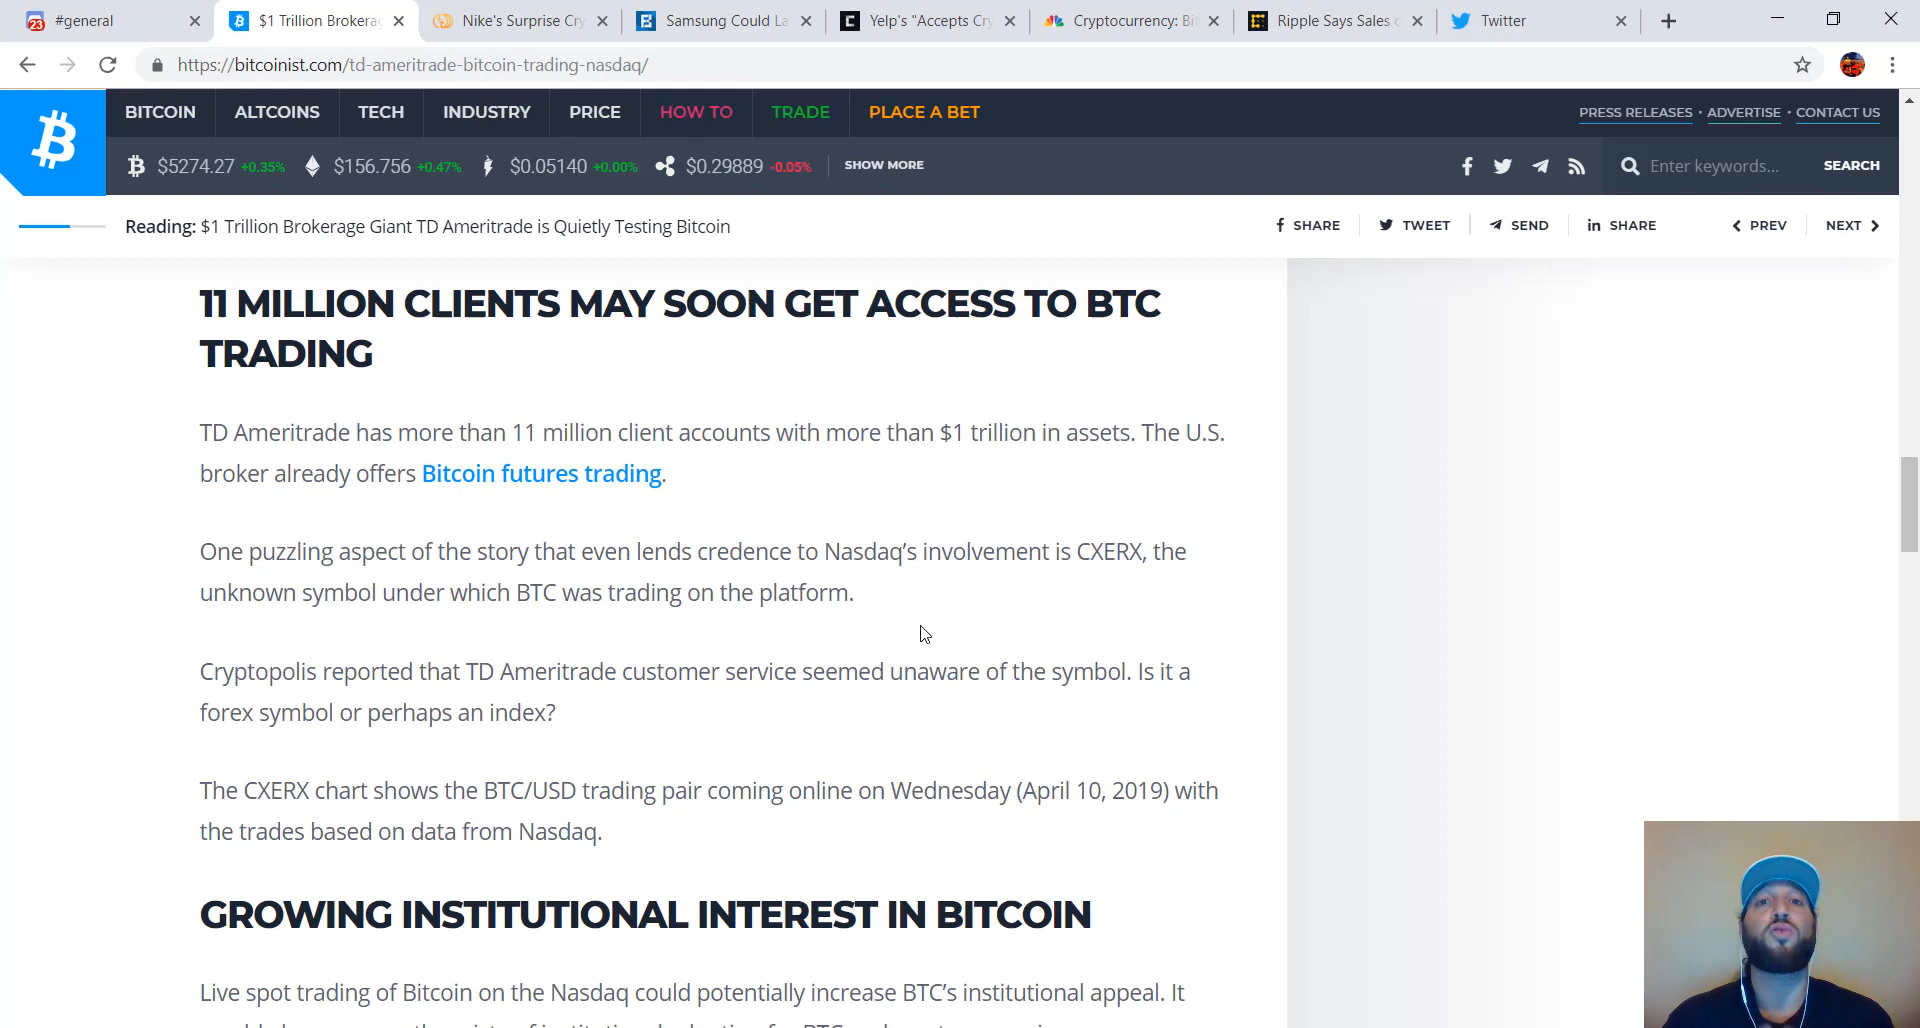 #general
$1 Trillion Brokera
Nike's Surprise Cry
Samsung Could La
Yelp's "Accepts Cry
Cryptocurrency: Bi
Ripple Says Sales o
Twitter
https://bitcoinist.com/td-ameritrade-bitcoin-trading-nasdaq/
BITCOIN ALTCOINS TECH INDUSTRY PRICE HOW TO TRADE PLACE A BET
PRESS RELEASES · ADVERTISE · CONTACT US
$5274.27 +0.35% $156.756 +0.47% $0.05140 +0.00% $0.29889 -0.05% SHOW MORE
Enter keywords... SEARCH
Reading: $1 Trillion Brokerage Giant TD Ameritrade is Quietly Testing Bitcoin
SHARE TWEET SEND SHARE PREV NEXT
11 MILLION CLIENTS MAY SOON GET ACCESS TO BTC
TRADING
TD Ameritrade has more than 11 million client accounts with more than $1 trillion in assets. The U.S.
broker already offers Bitcoin futures trading.
One puzzling aspect of the story that even lends credence to Nasdaq's involvement is CXERX, the
unknown symbol under which BTC was trading on the platform.
Cryptopolis reported that TD Ameritrade customer service seemed unaware of the symbol. Is it a
forex symbol or perhaps an index?
The CXERX chart shows the BTC/USD trading pair coming online on Wednesday (April 10, 2019) with
the trades based on data from Nasdaq.
GROWING INSTITUTIONAL INTEREST IN BITCOIN
Live spot trading of Bitcoin on the Nasdaq could potentially increase BTC's institutional appeal. It